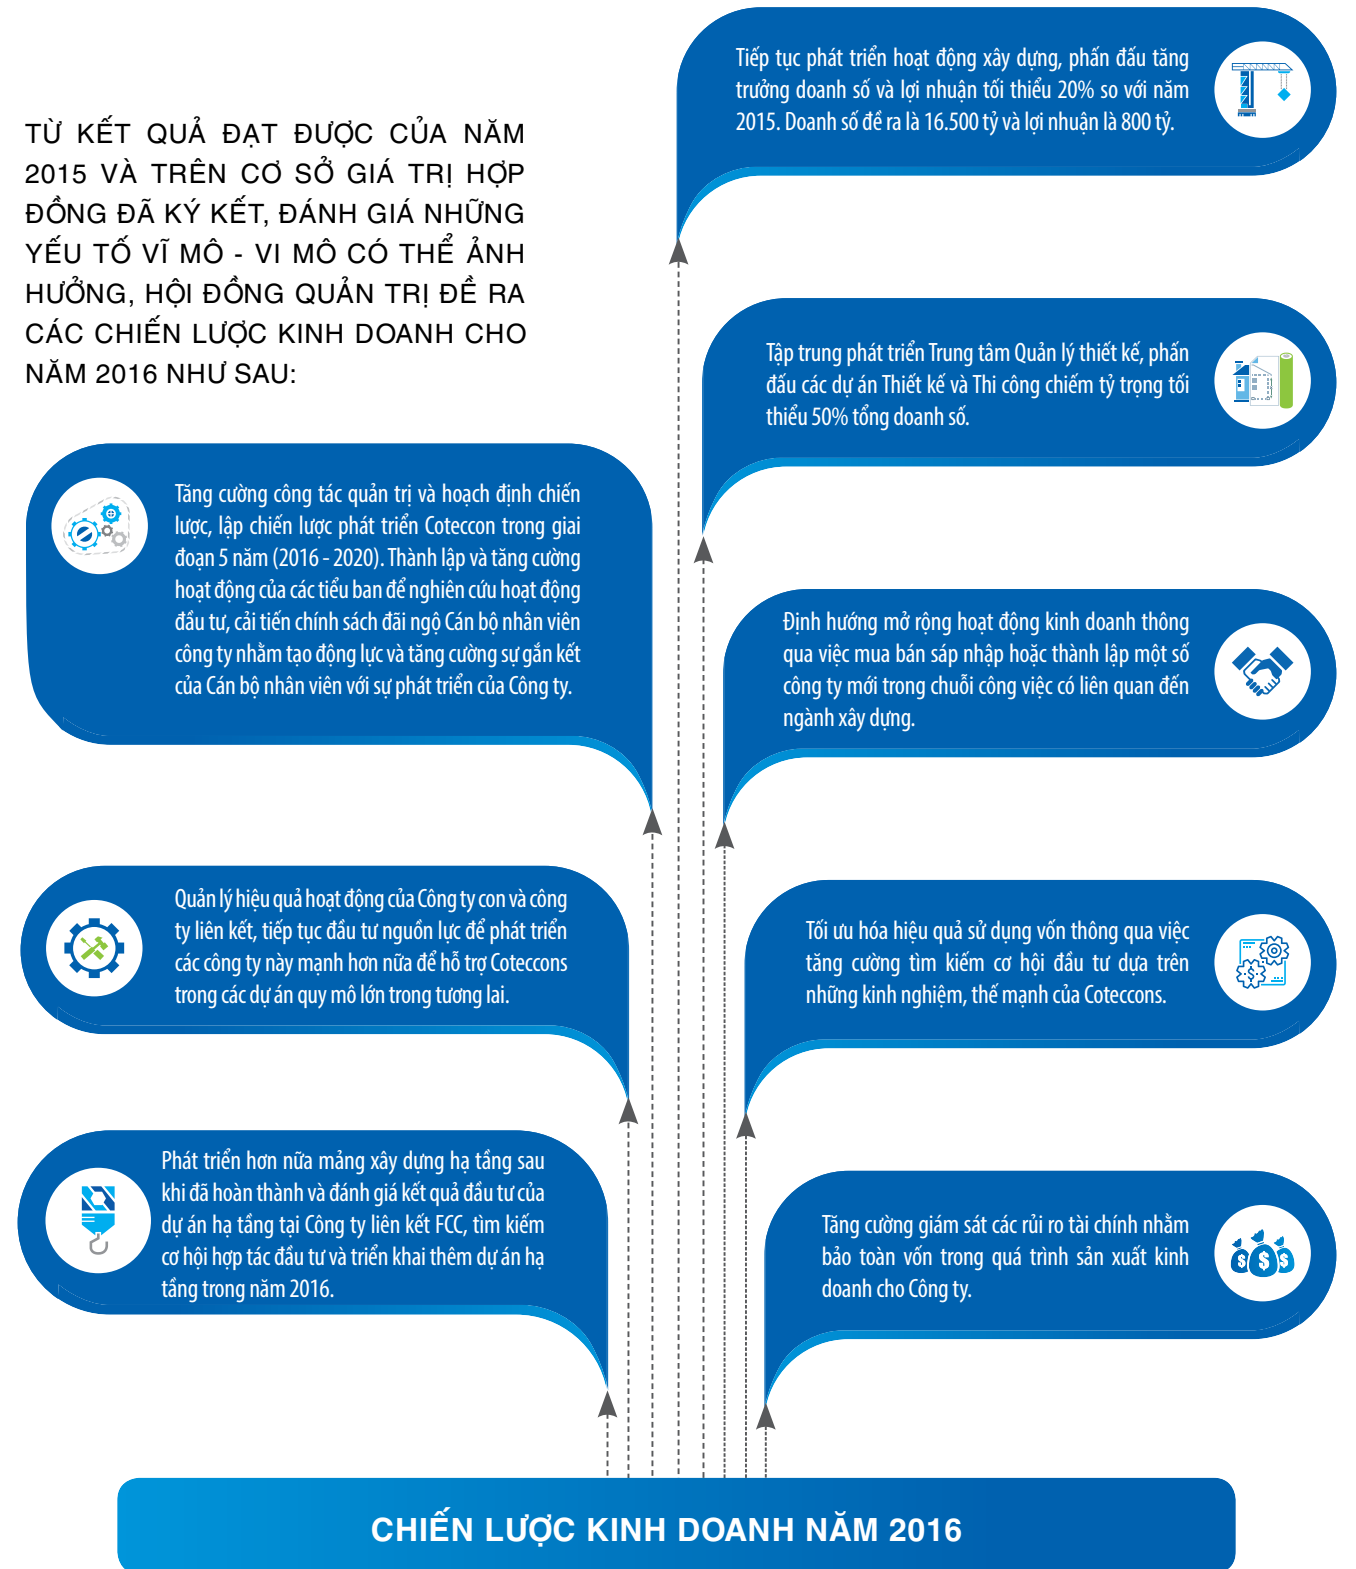 TỪ KẾT QUẢ ĐẠT ĐƯỢC CỦA NĂM
2015 VÀ TRÊN CƠ SỞ GIÁ TRỊ HỢP
ĐỒNG ĐÃ KÝ KẾT, ĐÁNH GIÁ NHỮNG
YẾU TỐ VĨ MÔ - VI MÔ CÓ THỂ ẢNH
HƯỞNG, HỘI ĐỒNG QUẢN TRỊ ĐỀ RA
CÁC CHIẾN LƯỢC KINH DOANH CHO
NĂM 2016 NHƯ SAU:
Tiếp tục phát triển hoạt động xây dựng, phấn đấu tăng
trưởng doanh số và lợi nhuận tối thiểu 20% so với năm
2015. Doanh số đề ra là 16.500 tỷ và lợi nhuận là 800 tỷ.
Tập trung phát triển Trung tâm Quản lý thiết kế, phấn
đấu các dự án Thiết kế và Thi công chiếm tỷ trọng tối
thiểu 50% tổng doanh số.
Định hướng mở rộng hoạt động kinh doanh thông
qua việc mua bán sáp nhập hoặc thành lập một số
công ty mới trong chuỗi công việc có liên quan đến
ngành xây dựng.
Tối ưu hóa hiệu quả sử dụng vốn thông qua việc
tăng cường tìm kiếm cơ hội đầu tư dựa trên
những kinh nghiệm, thế mạnh của Coteccons.
Tăng cường giám sát các rủi ro tài chính nhằm
bảo toàn vốn trong quá trình sản xuất kinh
doanh cho Công ty.
Tăng cường công tác quản trị và hoạch định chiến
lược, lập chiến lược phát triển Coteccon trong giai
đoạn 5 năm (2016 - 2020). Thành lập và tăng cường
hoạt động của các tiểu ban để nghiên cứu hoạt động
đầu tư, cải tiến chính sách đãi ngộ Cán bộ nhân viên
công ty nhằm tạo động lực và tăng cường sự gắn kết
của Cán bộ nhân viên với sự phát triển của Công ty.
Quản lý hiệu quả hoạt động của Công ty con và công
ty liên kết, tiếp tục đầu tư nguồn lực để phát triển
các công ty này mạnh hơn nữa để hỗ trợ Coteccons
trong các dự án quy mô lớn trong tương lai.
Phát triển hơn nữa mảng xây dựng hạ tầng sau
khi đã hoàn thành và đánh giá kết quả đầu tư của
dự án hạ tầng tại Công ty liên kết FCC, tìm kiếm
cơ hội hợp tác đầu tư và triển khai thêm dự án hạ
tầng trong năm 2016.
CHIẾN LƯỢC KINH DOANH NĂM 2016